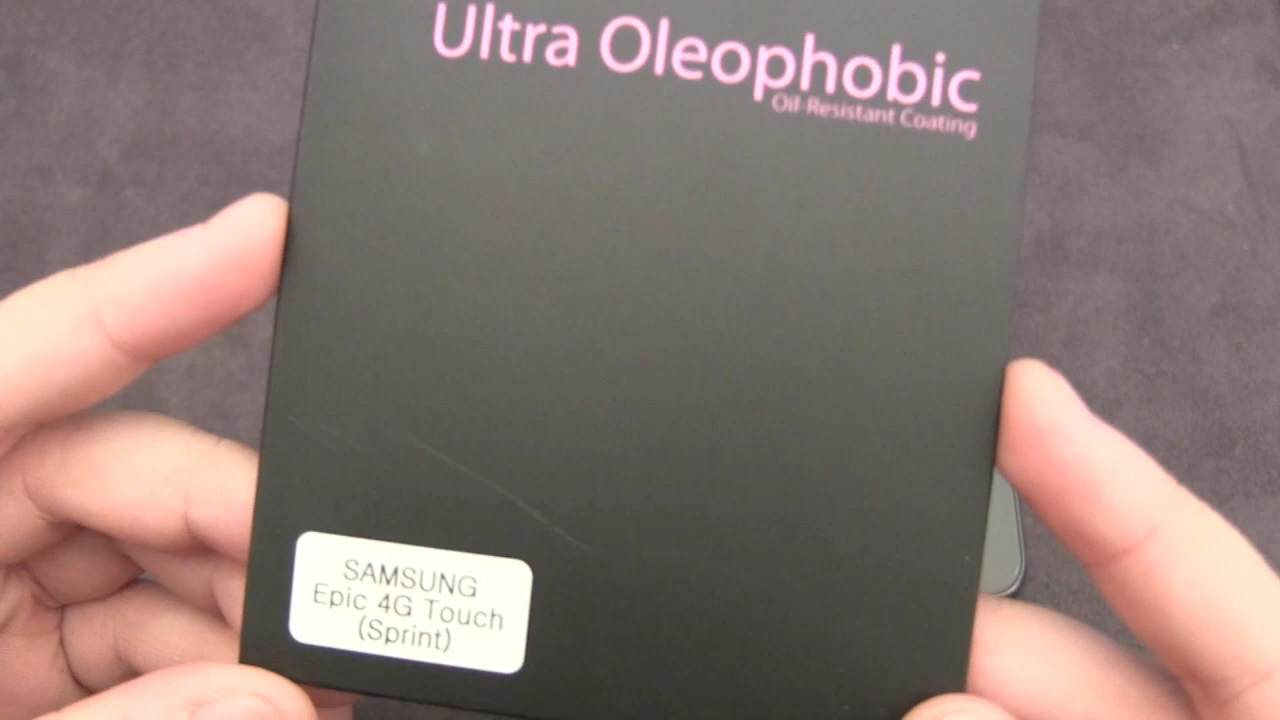 Ultra Oleophobic
Oil-Resistant Coating
SAMSUNG
Epic 4G Touch
(Sprint)